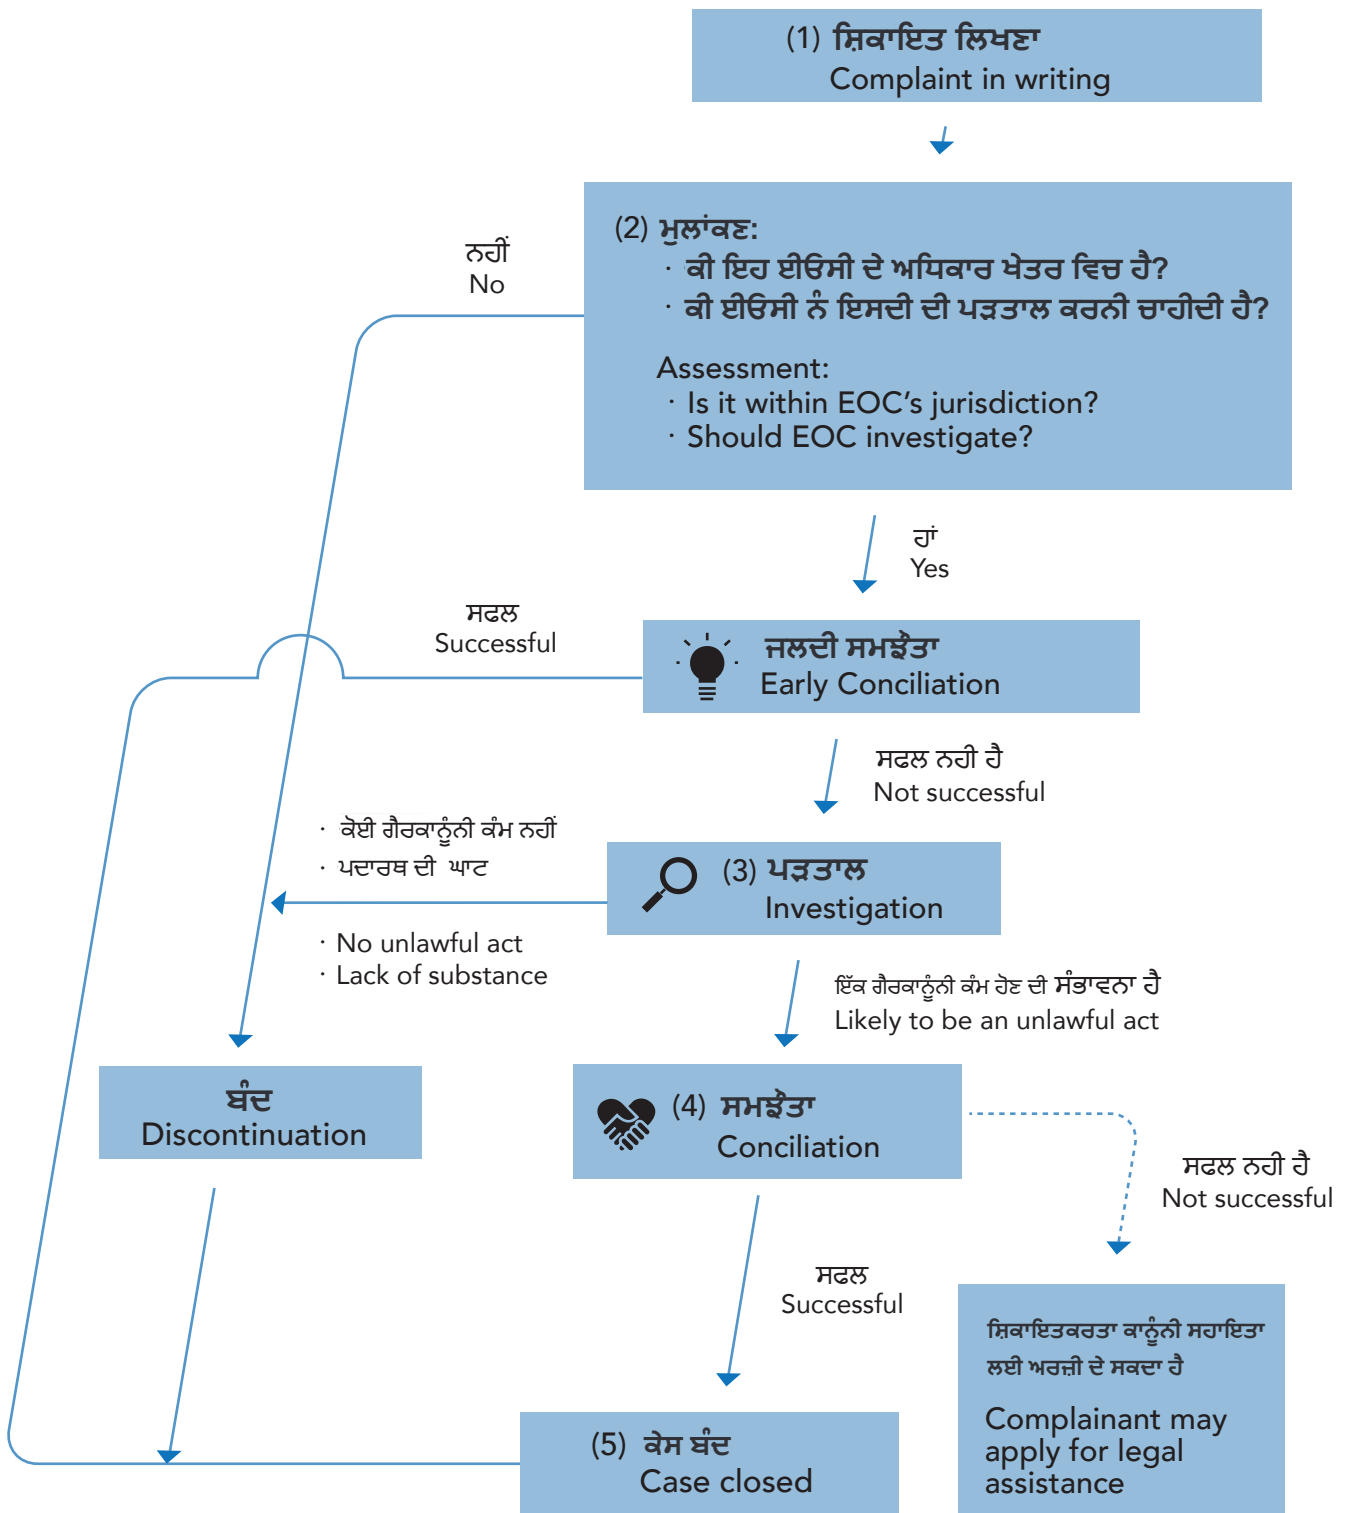 (1) ਸ਼ਿਕਾਇਤ ਲਿਖਣਾ
Complaint in writing
(2) ਮੁਲਾਂਕਣ:
· ਕੀ ਇਹ ਈਓਸੀ ਦੇ ਅਧਿਕਾਰ ਖੇਤਰ ਵਿਚ ਹੈ?
· ਕੀ ਈਓਸੀ ਨੰ ਇਸਦੀ ਦੀ ਪੜਤਾਲ ਕਰਨੀ ਚਾਹੀਦੀ ਹੈ?
Assessment:
· Is it within EOC’s jurisdiction?
· Should EOC investigate?
ਨਹੀਂ
No
ਹਾਂ
Yes
ਸਫਲ
Successful
ਜਲਦੀ ਸਮਝੌਤਾ
Early Conciliation
ਸਫਲ ਨਹੀ ਹੈ
Not successful
· ਕੋਈ ਗੈਰਕਾਨੂੰਨੀ ਕੰਮ ਨਹੀਂ
· ਪਦਾਰਥ ਦੀ ਘਾਟ
· No unlawful act
· Lack of substance
(3) ਪੜਤਾਲ
Investigation
ਇੱਕ ਗੈਰਕਾਨੂੰਨੀ ਕੰਮ ਹੋਣ ਦੀ ਸੰਭਾਵਨਾ ਹੈ
Likely to be an unlawful act
ਬੰਦ
Discontinuation
(4) ਸਮਝੌਤਾ
Conciliation
ਸਫਲ ਨਹੀ ਹੈ
Not successful
ਸਫਲ
Successful
ਸ਼ਿਕਾਇਤਕਰਤਾ ਕਾਨੂੰਨੀ ਸਹਾਇਤਾ
ਲਈ ਅਰਜ਼ੀ ਦੇ ਸਕਦਾ ਹੈ
Complainant may
apply for legal
assistance
(5) ਕੇਸ ਬੰਦ
Case closed